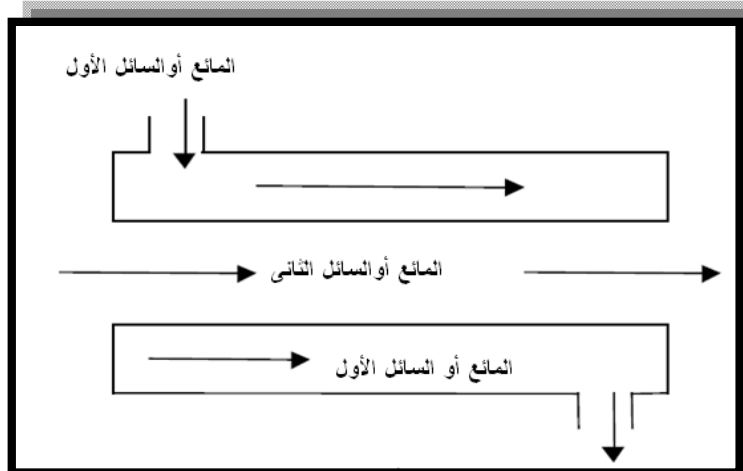 المائع أوالسائل الأول
المائع أوالسائل الثانى
المائع أو السائل الأول